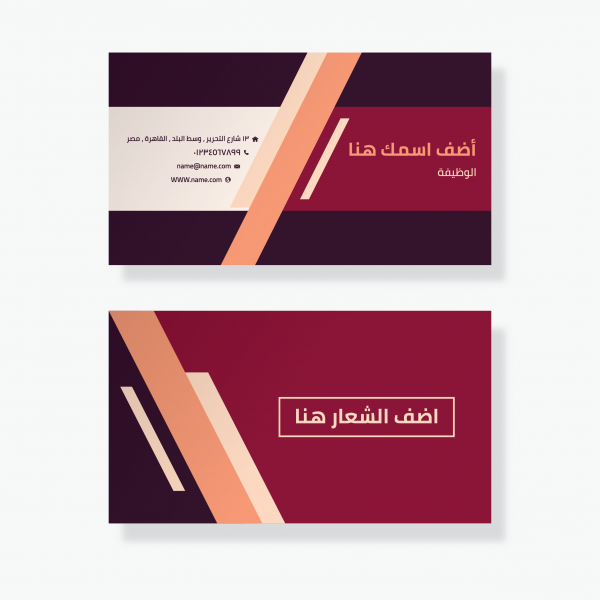 أضف اسمك هنا
الوظيفة
١٣ شارع التحرير , وسط البلد , القاهرة , مصر
٠١٢٣٤٥٦٧٨٩٩
name@name.com
WWW.name.com
اضف الشعار هنا